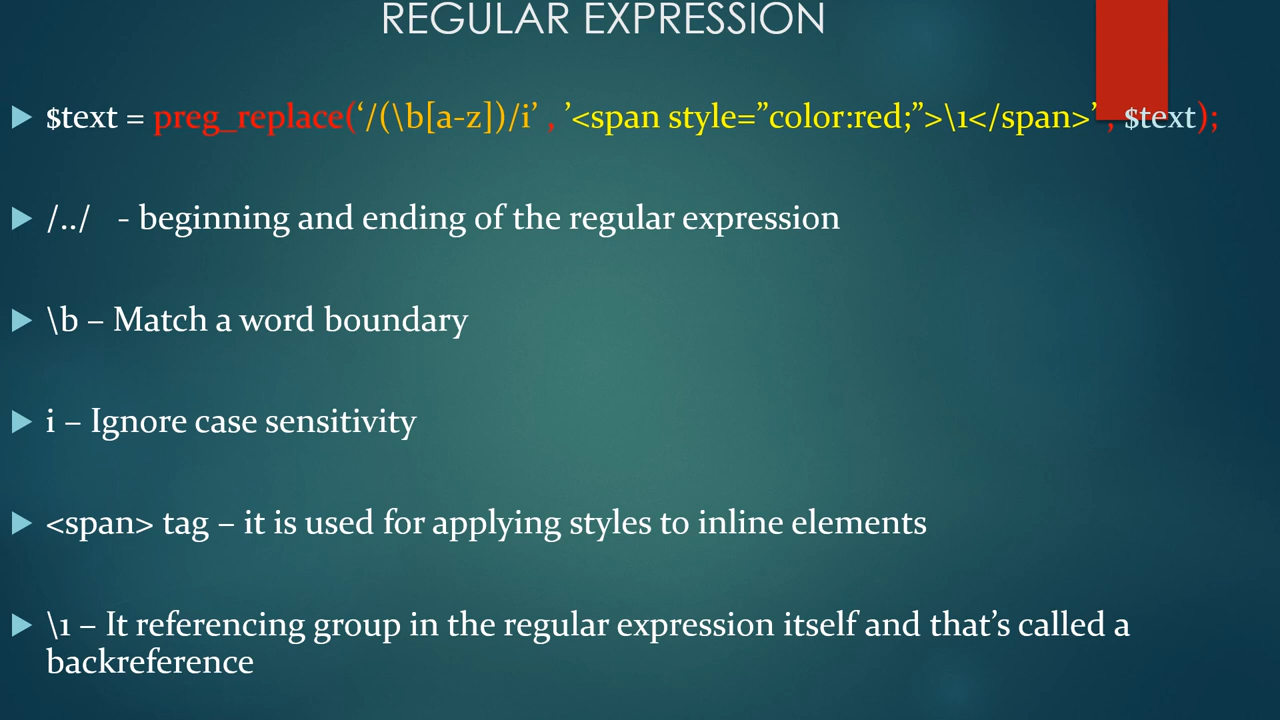 REGULAR EXPRESSION
$text = preg_replace(‘/(\b[a-z])/i’ , ’<span style=”color:red;”>\1</span>’ , $text);
/../ - beginning and ending of the regular expression
\b – Match a word boundary
i – Ignore case sensitivity
<span> tag – it is used for applying styles to inline elements
\1 – It referencing group in the regular expression itself and that’s called a
backreference